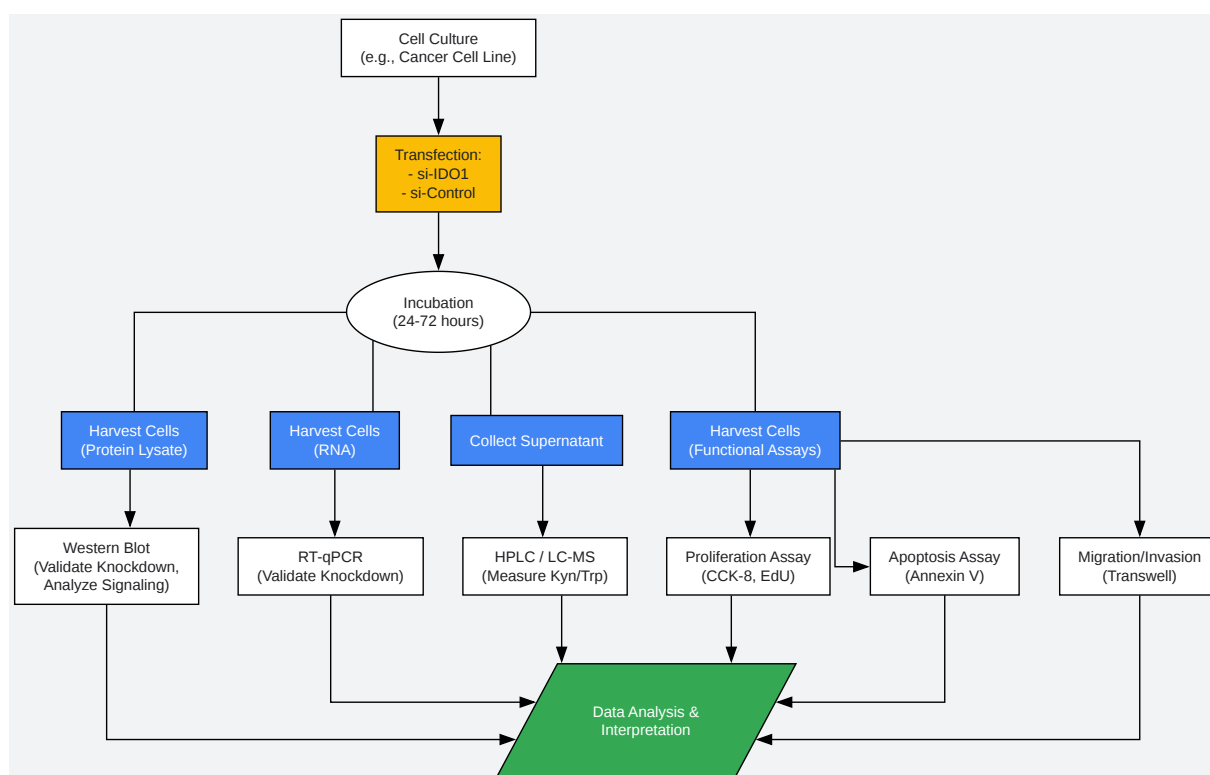 Cell Culture
(e.g., Cancer Cell Line)
Transfection:
- si-IDO1
- si-Control
Incubation
(24-72 hours)
Harvest Cells
(Protein Lysate)
Harvest Cells
(RNA)
Collect Supernatant
Harvest Cells
(Functional Assays)
Western Blot
(Validate Knockdown,
Analyze Signaling)
RT-qPCR
(Validate Knockdown)
HPLC / LC-MS
(Measure Kyn/Trp)
Proliferation Assay
(CCK-8, EdU)
Apoptosis Assay
(Annexin V)
Migration/Invasion
(Transwell)
Data Analysis &
Interpretation